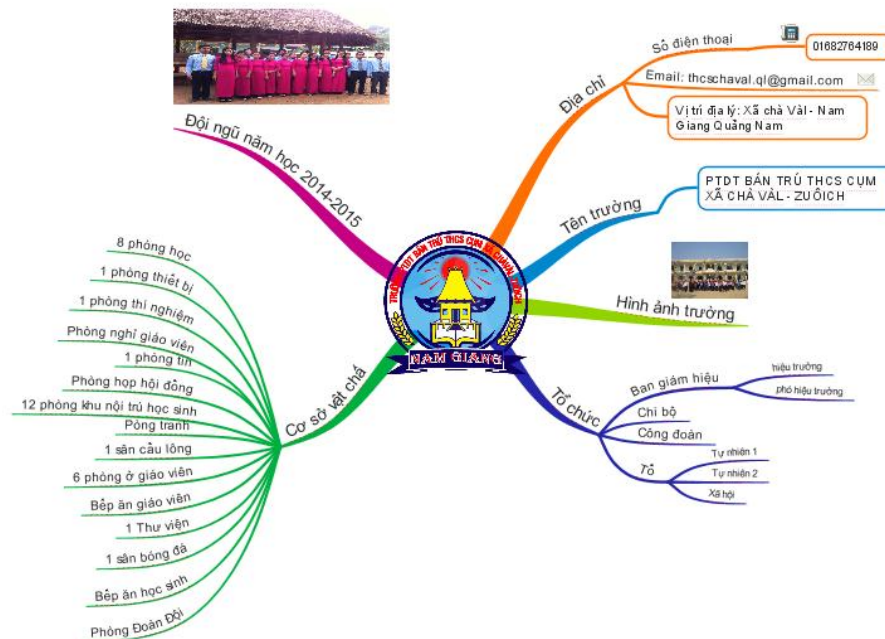 Số điện thoại
01682764189
Email: thcschaval.ql@gmail.com
Địa chỉ
Vị trí địa lý: Xã chà Vàl - Nam
Giang Quảng Nam
Đội ngũ năm học 2014-2015
PTDT BÁN TRÚ THCS CỤM
XÃ CHÀ VÀL - ZUÔICH
Tên trường
Hình ảnh trường
NAM GIANG
Tổ chức
Ban giám hiệu
hiệu trưởng
phó hiệu trưởng
Chi bộ
Công đoàn
Tổ
Tự nhiên 1
Tự nhiên 2
Xã hội
Cơ sở vật chấ
8 phòng học
1 phòng thiết bị
1 phòng thí nghiệm
Phòng nghỉ giáo viên
1 phòng tin
Phòng họp hội đồng
12 phòng khu nội trú học sinh
Pòng tranh
1 sân cầu lông
6 phòng ở giáo viên
Bếp ăn giáo viên
1 Thư viện
1 sân bóng đá
Bếp ăn học sinh
Phòng Đoàn Đội